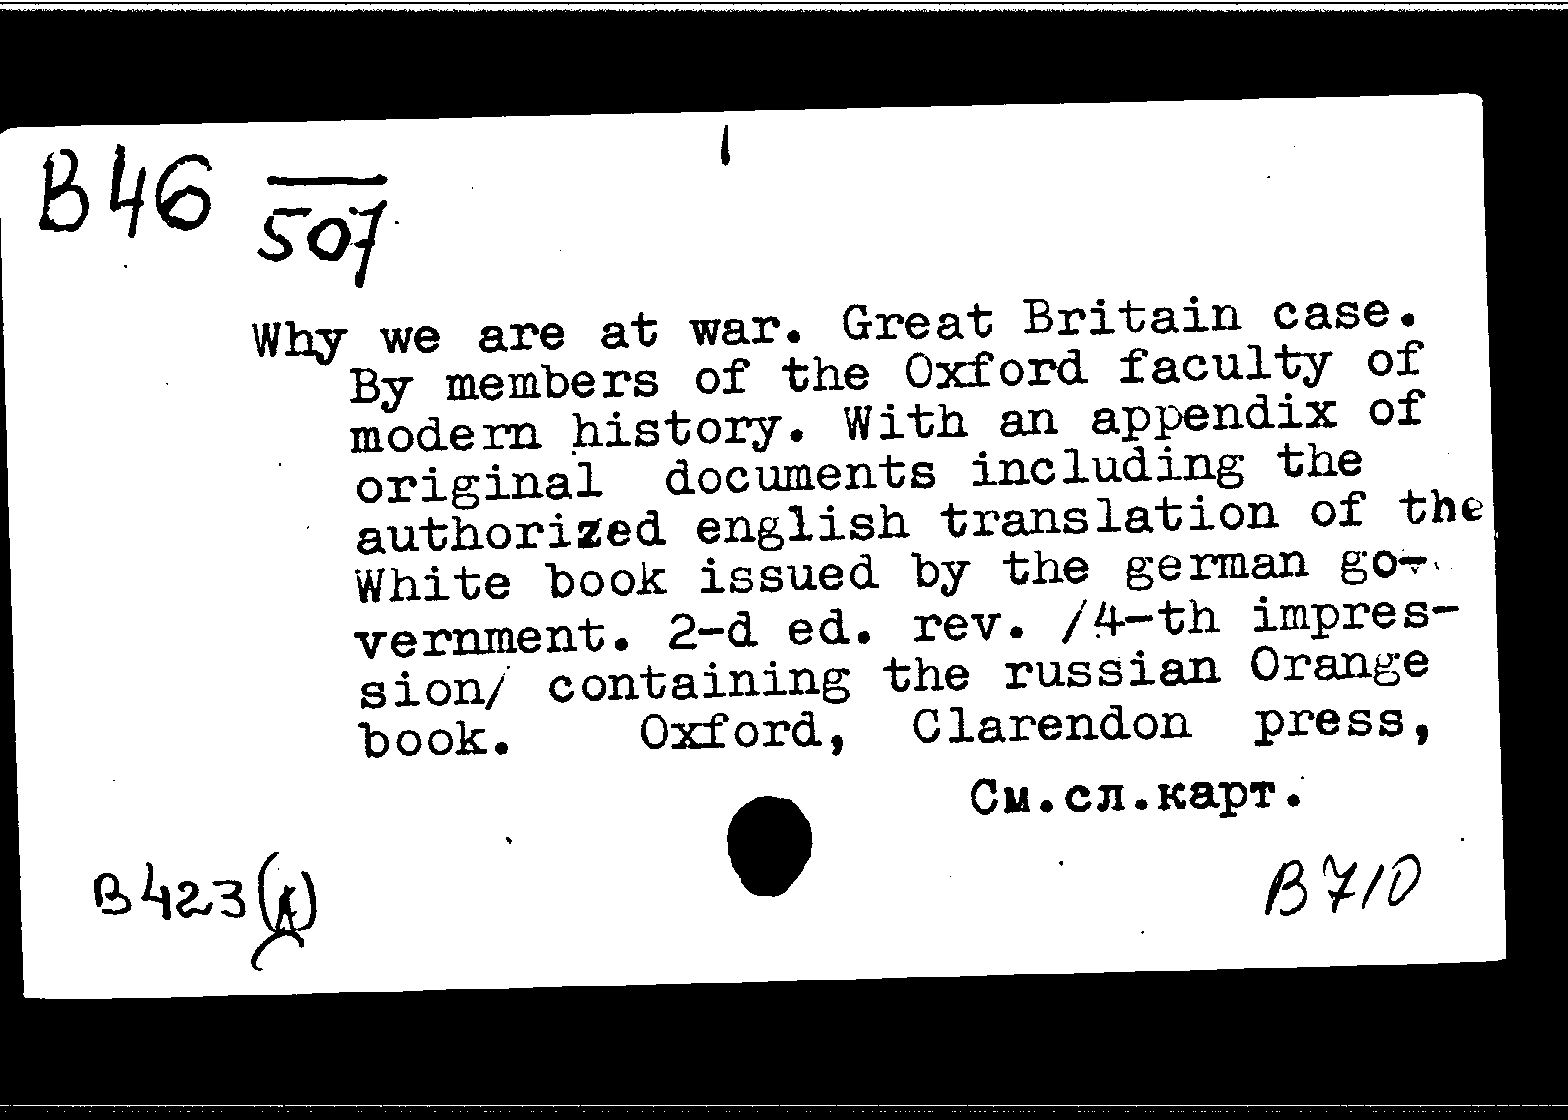 B46
507
Why we are at war. Great Britain case.
By members of the Oxford faculty of
modern history. With an appendix of
original documents including the
authorized english translation of the
White book issued by the german go-
vernment. 2-d ed. rev. /4-th impres-
sion/ containing the russian Orange
book. Oxford, Clarendon press,
См.сл.карт.
B423(A)
B710